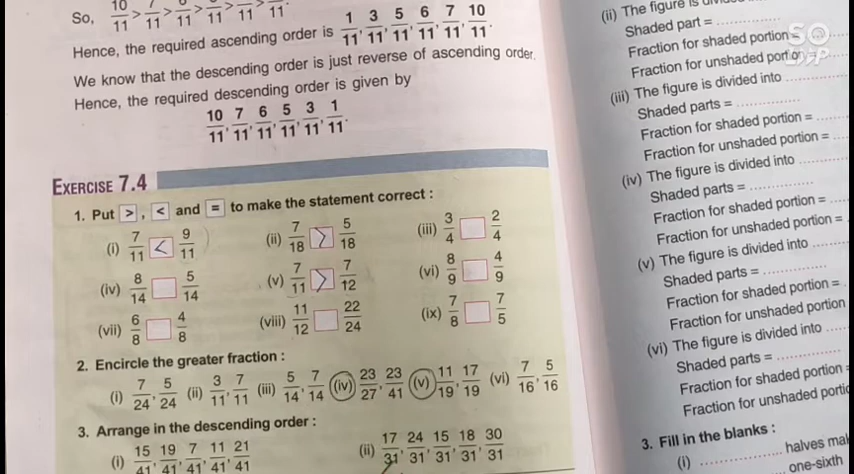 So, 10/11 > 7/11 > 6/11 > /11 > /11 > /11.
Hence, the required ascending order is 1/11, 3/11, 5/11, 6/11, 7/11, 10/11.
We know that the descending order is just reverse of ascending order.
Hence, the required descending order is given by
10/11, 7/11, 6/11, 5/11, 3/11, 1/11.
EXERCISE 7.4
1. Put > , < and = to make the statement correct :
(i) 7/11 < 9/11 (ii) 7/18 > 5/18 (iii) 3/4 □ 2/4
(iv) 8/14 □ 5/14 (v) 7/11 > 7/12 (vi) 8/9 □ 4/9
(vii) 6/8 □ 4/8 (viii) 11/12 □ 22/24 (ix) 7/8 □ 7/5
2. Encircle the greater fraction :
(i) 7/24, 5/24 (ii) 3/11, 7/11 (iii) 5/14, 7/14 (iv) 23/27, 23/41 (v) 11/19, 17/19 (vi) 7/16, 5/16
3. Arrange in the descending order :
(i) 15/41, 19/41, 7/41, 11/41, 21/41 (ii) 17/31, 24/31, 15/31, 18/31, 30/31
(ii) The figure is
Shaded part = ..............
Fraction for shaded portion
Fraction for unshaded portion =
(iii) The figure is divided into ..............
Shaded parts = ..............
Fraction for shaded portion = ......
Fraction for unshaded portion = ...
(iv) The figure is divided into ..............
Shaded parts = ..............
Fraction for shaded portion = .....
Fraction for unshaded portion = .
(v) The figure is divided into .........
Shaded parts = ..............
Fraction for shaded portion = .
Fraction for unshaded portion
(vi) The figure is divided into .....
Shaded parts = ..............
Fraction for shaded portion =
Fraction for unshaded
3. Fill in the blanks :
(i) .................... halves
.................... one-sixth